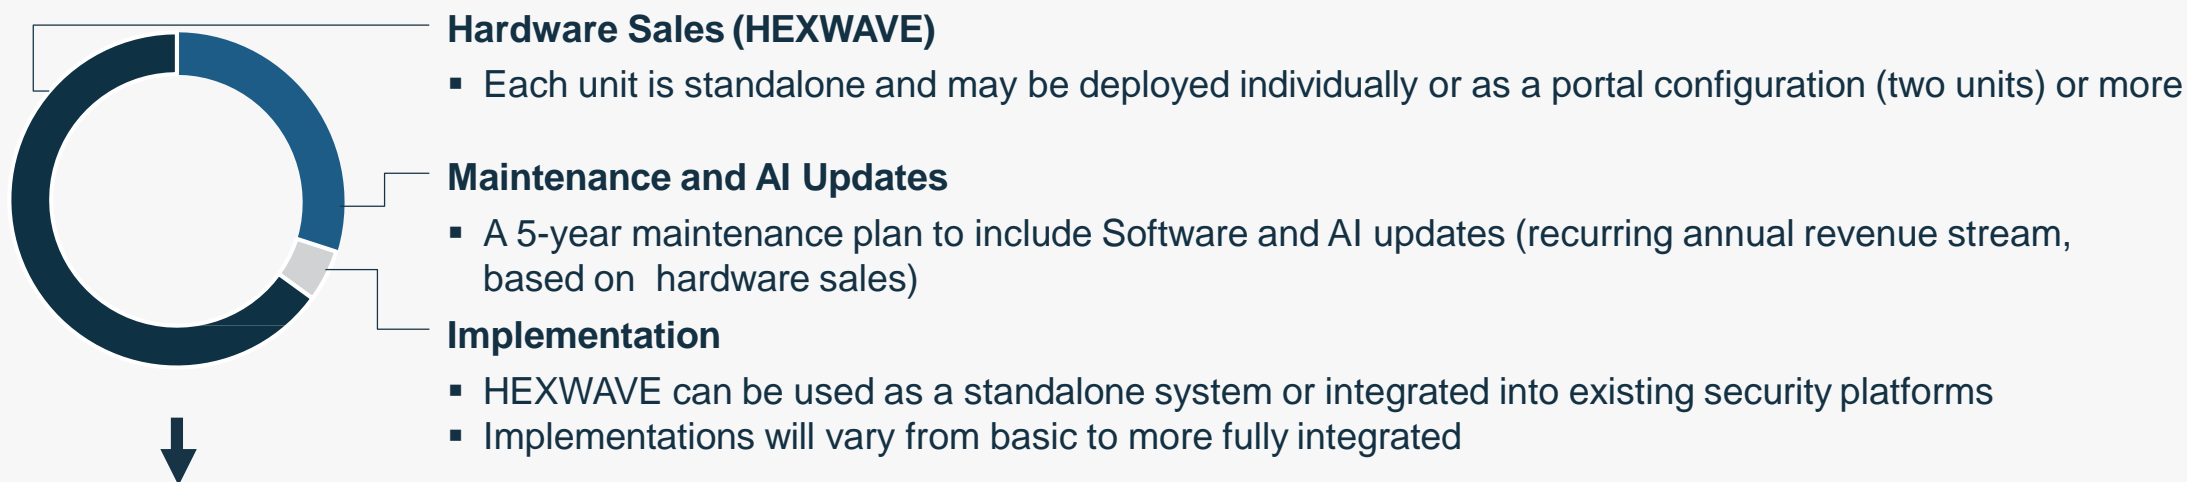 Hardware Sales (HEXWAVE)
▪ Each unit is standalone and may be deployed individually or as a portal configuration (two units) or more
Maintenance and AI Updates
▪ A 5-year maintenance plan to include Software and AI updates (recurring annual revenue stream,
based on hardware sales)
Implementation
▪ HEXWAVE can be used as a standalone system or integrated into existing security platforms
▪ Implementations will vary from basic to more fully integrated